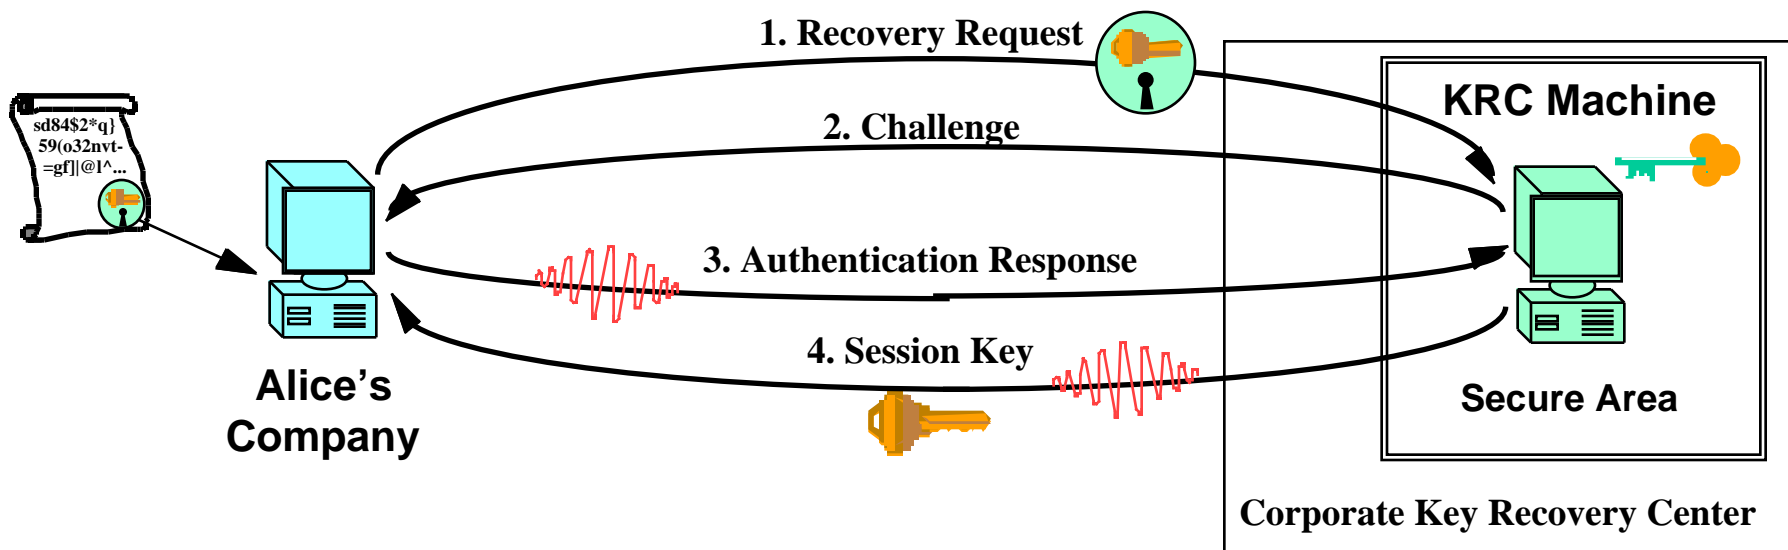 1. Recovery Request
KRC Machine
sd84$2*q}
59(o32nvt-
=gf]|@l^...
2. Challenge
3. Authentication Response
4. Session Key
Alice’s
Company
Secure Area
Corporate Key Recovery Center